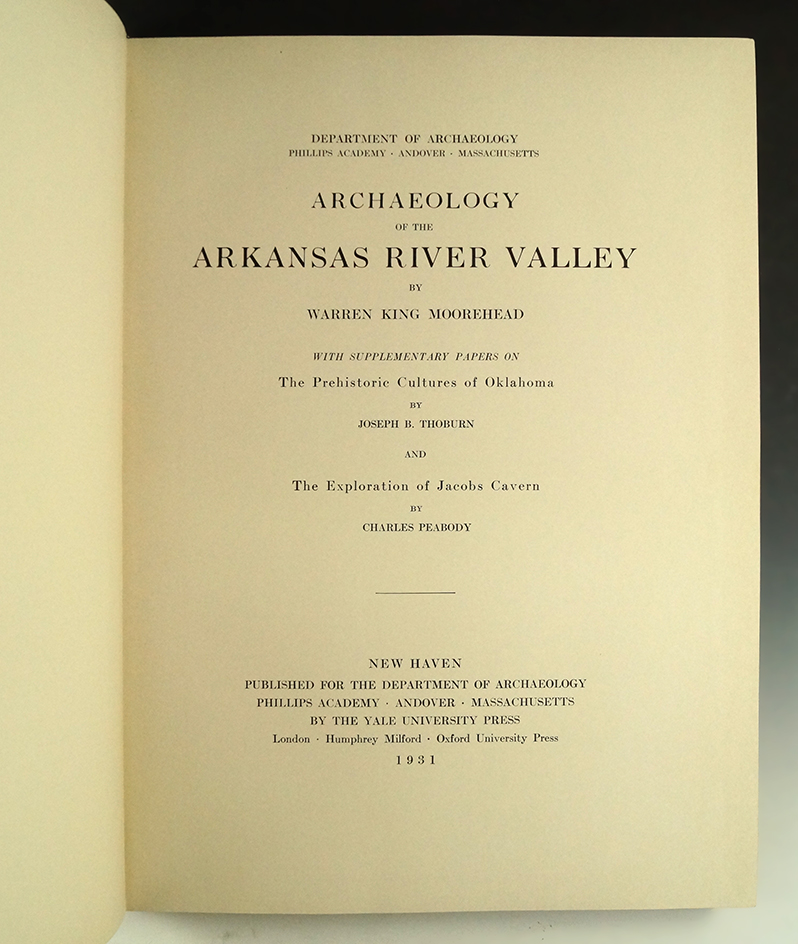 DEPARTMENT OF ARCHAEOLOGY
PHILLIPS ACADEMY · ANDOVER · MASSACHUSETTS
ARCHAEOLOGY
OF THE
ARKANSAS RIVER VALLEY
BY
WARREN KING MOOREHEAD
WITH SUPPLEMENTARY PAPERS ON
The Prehistoric Cultures of Oklahoma
BY
JOSEPH B. THOBURN
AND
The Exploration of Jacobs Cavern
BY
CHARLES PEABODY
NEW HAVEN
PUBLISHED FOR THE DEPARTMENT OF ARCHAEOLOGY
PHILLIPS ACADEMY · ANDOVER · MASSACHUSETTS
BY THE YALE UNIVERSITY PRESS
London · Humphrey Milford · Oxford University Press
1931